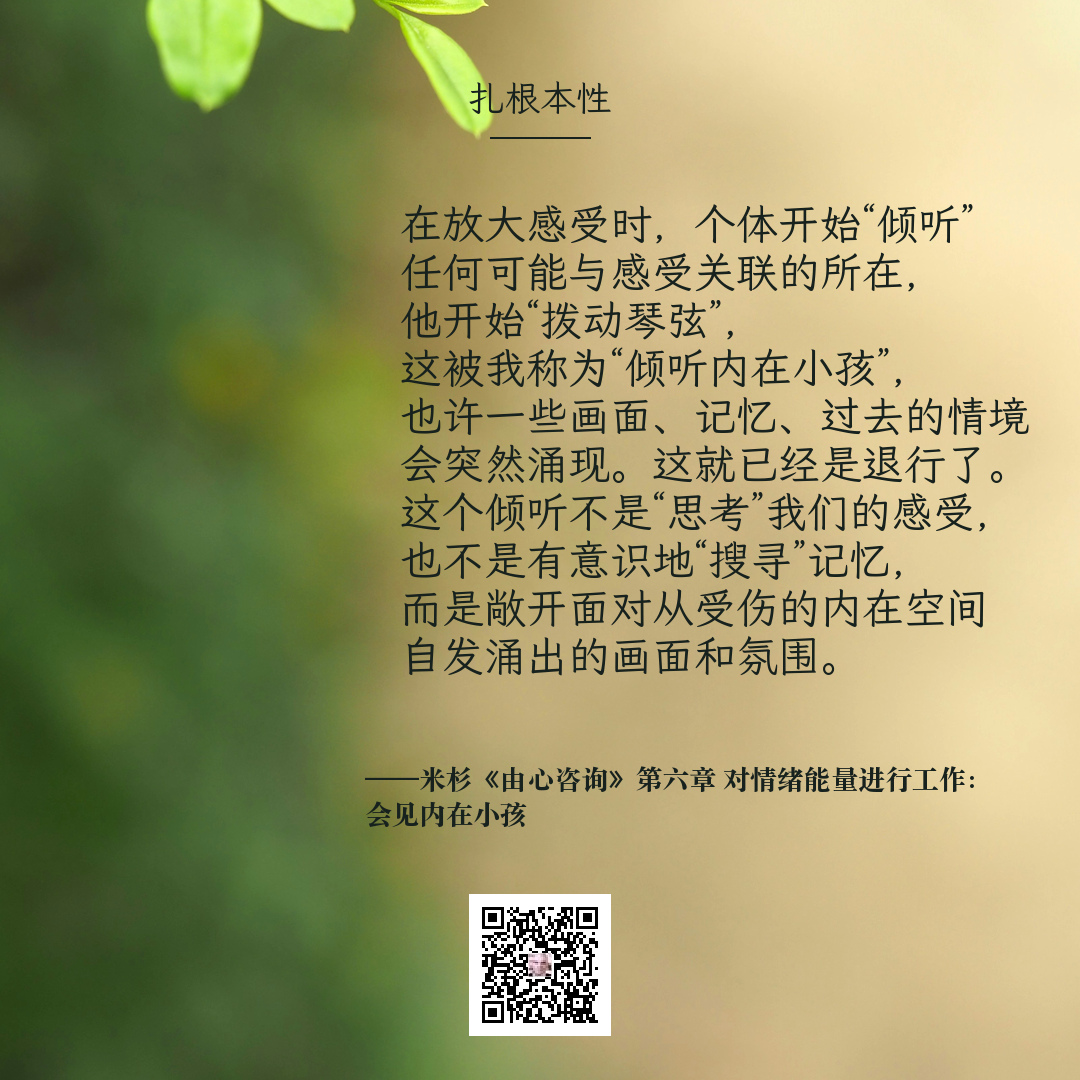 扎根本性
在放大感受时，个体开始“倾听”
任何可能与感受关联的所在，
他开始“拨动琴弦”，
这被我称为“倾听内在小孩”，
也许一些画面、记忆、过去的情境
会突然涌现。这就已经是退行了。
这个倾听不是“思考”我们的感受，
也不是有意识地“搜寻”记忆，
而是敞开面对从受伤的内在空间
自发涌出的画面和氛围。
——米杉《由心咨询》第六章 对情绪能量进行工作：
会见内在小孩